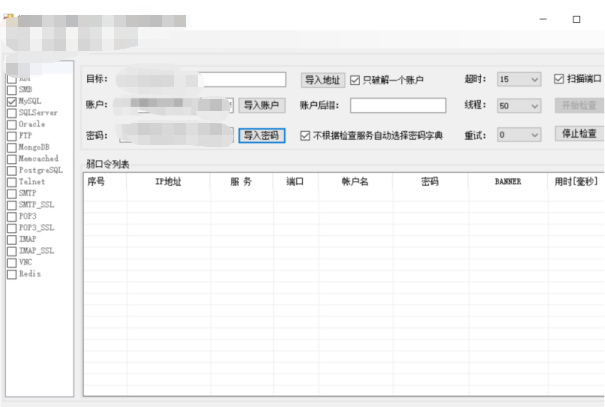 SMB
MySQL
SQLServer
Oracle
FTP
MongoDB
Memcached
PostgreSQL
Telnet
SMTP
SMTP_SSL
POP3
POP3_SSL
IMAP
IMAP_SSL
VNC
Redis
目标: 导入地址 只破解一个账户 超时: 15 扫描端口
账户: 导入账户 账户后缀: 线程: 50 开始检查
密码: 导入密码 不根据检查服务自动选择密码字典 重试: 0 停止检查
弱口令列表
序号 IP地址 服 务 端口 帐户名 密码 BANNER 用时[毫秒]